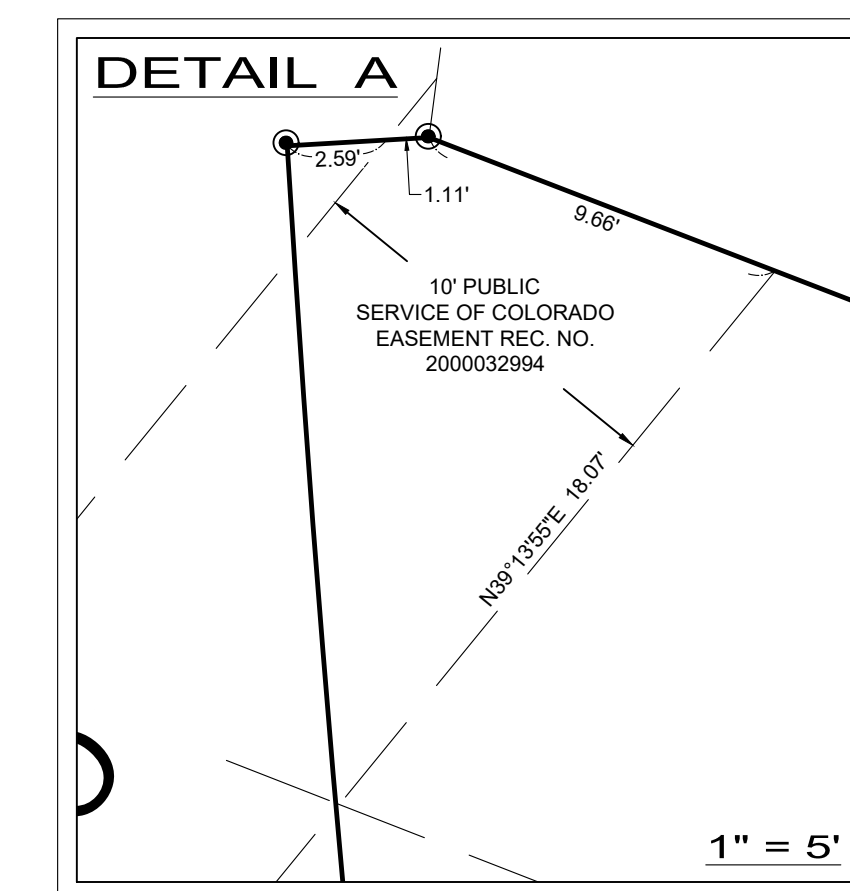 DETAIL A
2.59'
1.11'
9.66'
10' PUBLIC
SERVICE OF COLORADO
EASEMENT REC. NO.
2000032994
N39°13'55"E 18.07'
1" = 5'